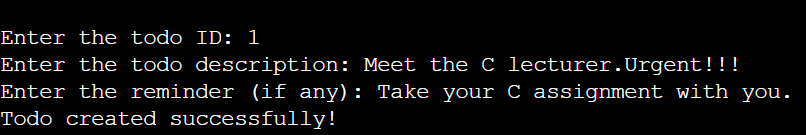 Enter the todo ID: 1
Enter the todo description: Meet the C lecturer.Urgent!!!
Enter the reminder (if any): Take your C assignment with you.
Todo created successfully!